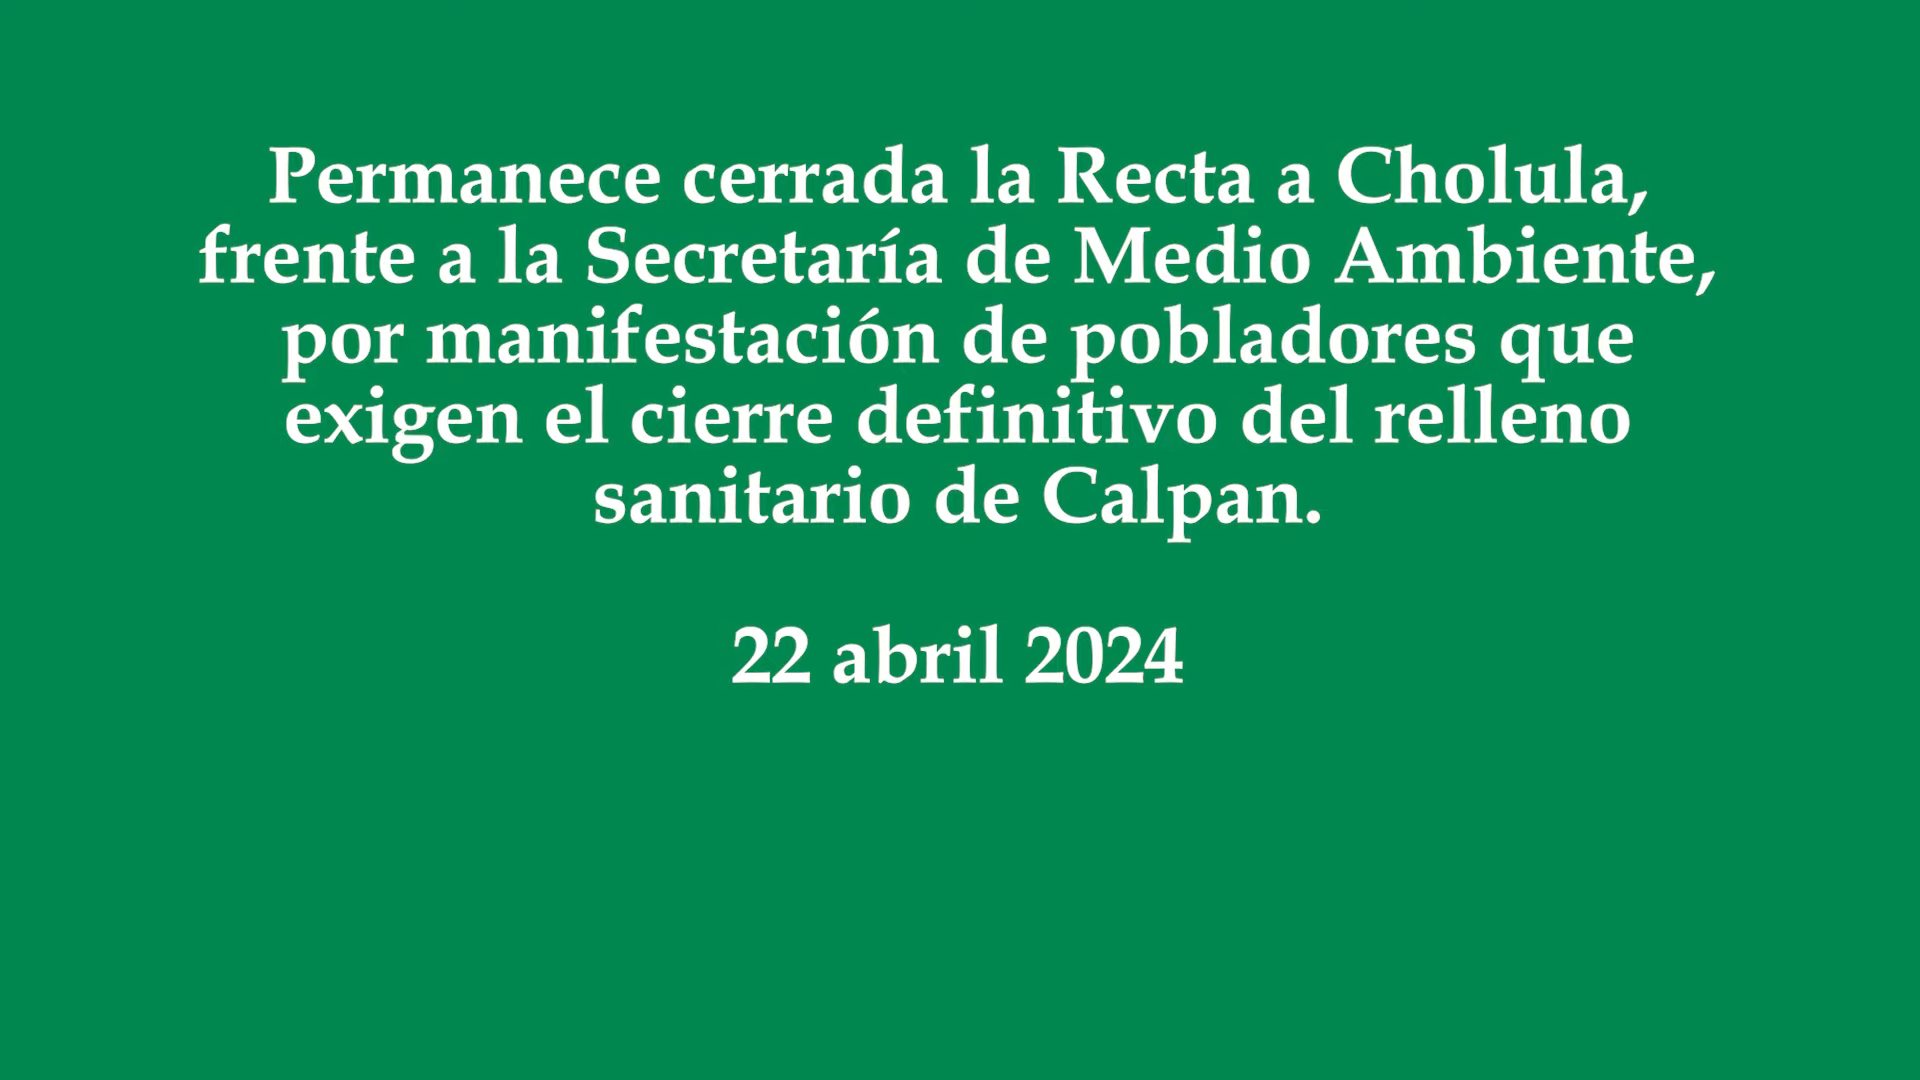 Permanece cerrada la Recta a Cholula,
frente a la Secretaría de Medio Ambiente,
por manifestación de pobladores que
exigen el cierre definitivo del relleno
sanitario de Calpan.
22 abril 2024